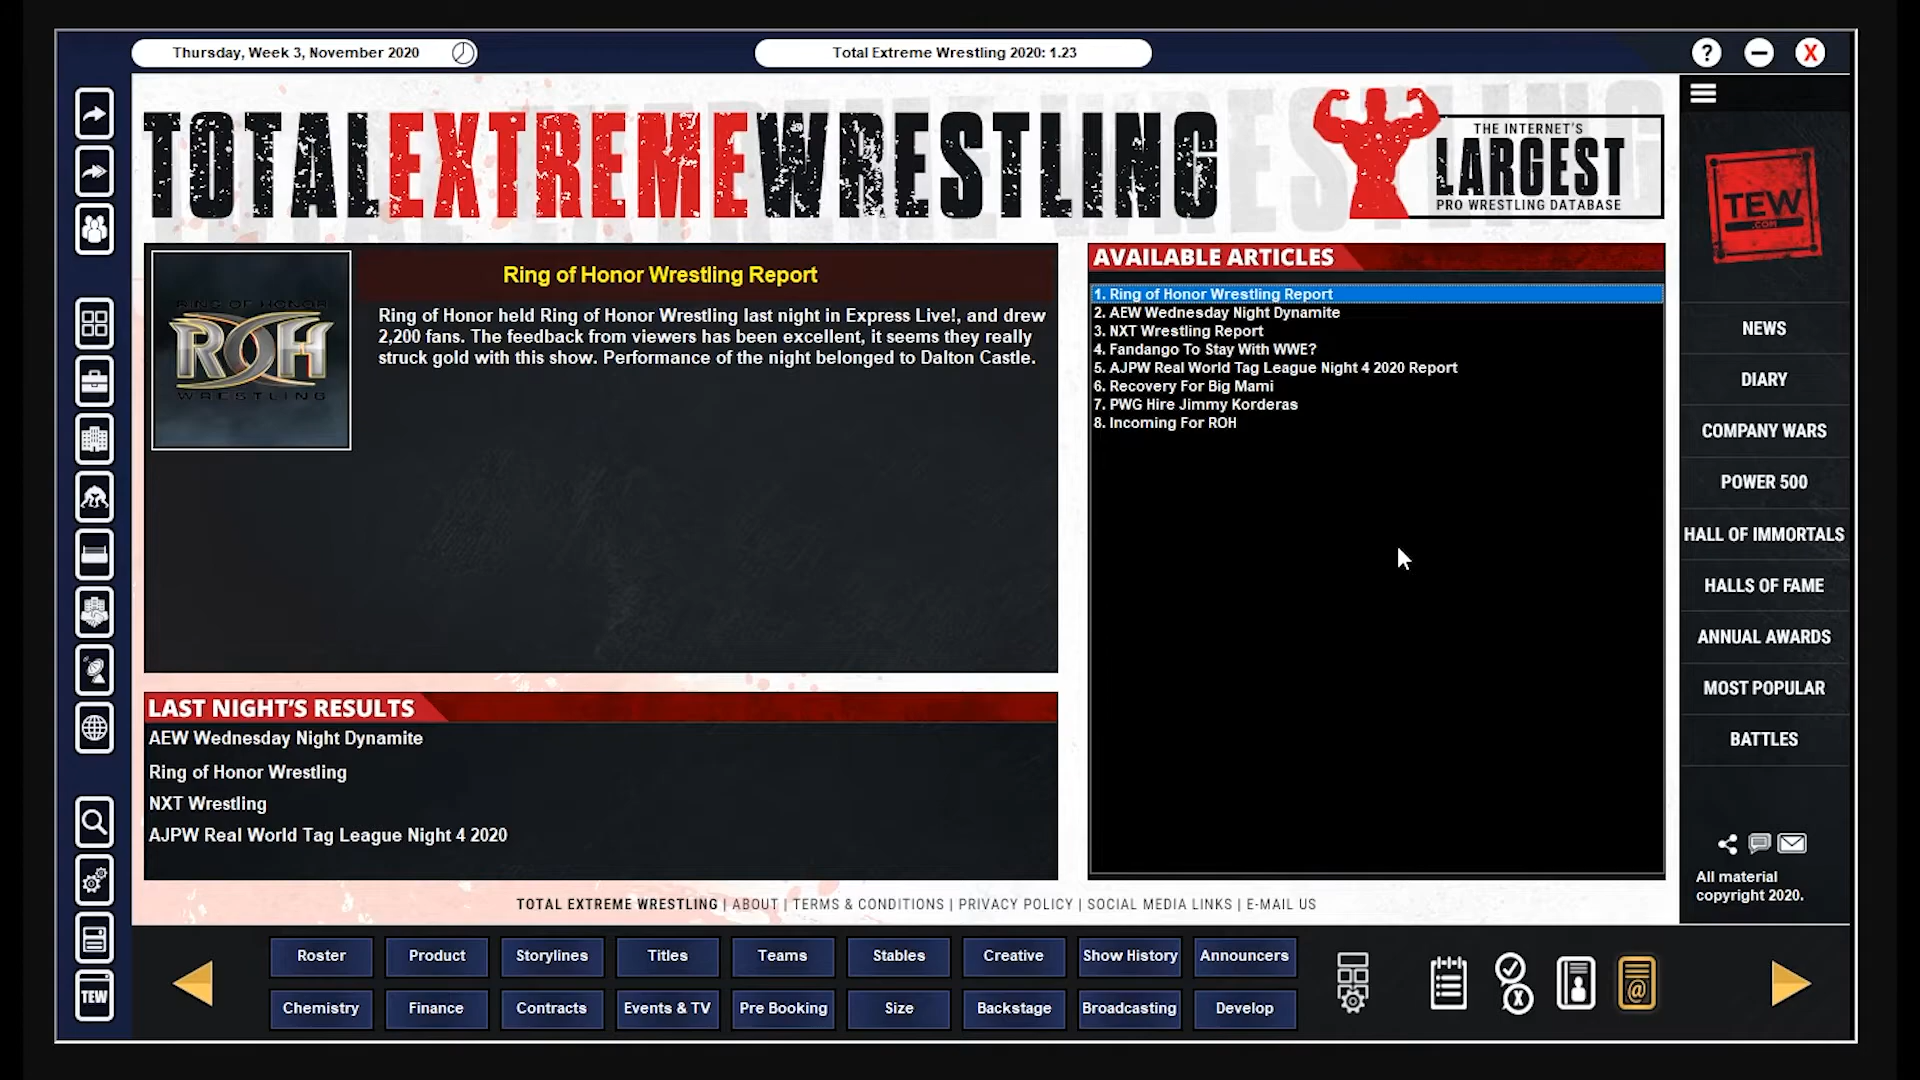 Thursday, Week 3, November 2020
Total Extreme Wrestling 2020: 1.23
?
X
TOTALEXTREMEWRESTLING
THE INTERNET'S
LARGEST
PRO WRESTLING DATABASE
TEW
.COM
Ring of Honor Wrestling Report
RING OF HONOR
ROH
WRESTLING
Ring of Honor held Ring of Honor Wrestling last night in Express Live!, and drew
2,200 fans. The feedback from viewers has been excellent, it seems they really
struck gold with this show. Performance of the night belonged to Dalton Castle.
AVAILABLE ARTICLES
1. Ring of Honor Wrestling Report
2. AEW Wednesday Night Dynamite
3. NXT Wrestling Report
4. Fandango To Stay With WWE?
5. AJPW Real World Tag League Night 4 2020 Report
6. Recovery For Big Mami
7. PWG Hire Jimmy Korderas
8. Incoming For ROH
NEWS
DIARY
COMPANY WARS
POWER 500
HALL OF IMMORTALS
HALLS OF FAME
ANNUAL AWARDS
MOST POPULAR
BATTLES
All material
copyright 2020.
LAST NIGHT'S RESULTS
AEW Wednesday Night Dynamite
Ring of Honor Wrestling
NXT Wrestling
AJPW Real World Tag League Night 4 2020
TOTAL EXTREME WRESTLING | ABOUT | TERMS & CONDITIONS | PRIVACY POLICY | SOCIAL MEDIA LINKS | E-MAIL US
TEW
Roster Product Storylines Titles Teams Stables Creative Show History Announcers
Chemistry Finance Contracts Events & TV Pre Booking Size Backstage Broadcasting Develop